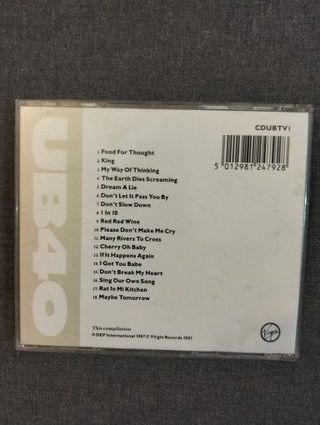 UB40
CDUBTV1
5 012981 247928
1. Food For Thought
2. King
3. My Way Of Thinking
4. The Earth Dies Screaming
5. Dream A Lie
6. Don't Let It Pass You By
7. Don't Slow Down
8. 1 In 10
9. Red Red Wine
10. Please Don't Make Me Cry
11. Many Rivers To Cross
12. Cherry Oh Baby
13. If It Happens Again
14. I Got You Babe
15. Don't Break My Heart
16. Sing Our Own Song
17. Rat In Mi Kitchen
18. Maybe Tomorrow
This compilation
℗ DEP International 1987 © Virgin Records 1987
Virgin